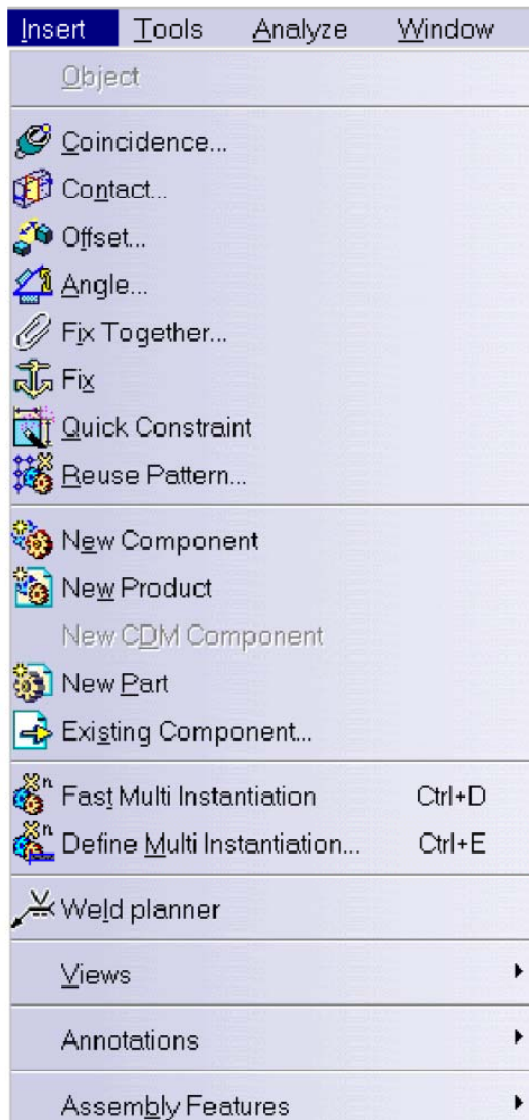 Insert Tools Analyze Window
Object
Coincidence...
Contact...
Offset...
Angle...
Fix Together...
Fix
Quick Constraint
Reuse Pattern...
New Component
New Product
New CDM Component
New Part
Existing Component...
Fast Multi Instantiation Ctrl+D
Define Multi Instantiation... Ctrl+E
Weld planner
Views
Annotations
Assembly Features